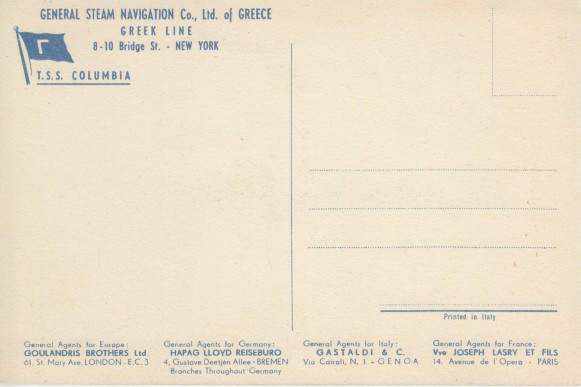 GENERAL STEAM NAVIGATION Co., Ltd. of GREECE
GREEK LINE
8-10 Bridge St. - NEW YORK
Γ
T.S.S. COLUMBIA
Printed in Italy
General Agents for Europe:
GOULANDRIS BROTHERS Ltd.
61, St. Mary Axe, LONDON - E.C. 3
General Agents for Germany:
HAPAG LLOYD REISEBURO
4, Gustave Deetjen Allee - BREMEN
Branches Throughout Germany
General Agents for Italy:
GASTALDI & C.
Via Cairoli, N. 1 - GENOA
General Agents for France:
Vve JOSEPH LASRY ET FILS
14, Avenue de l'Opera - PARIS